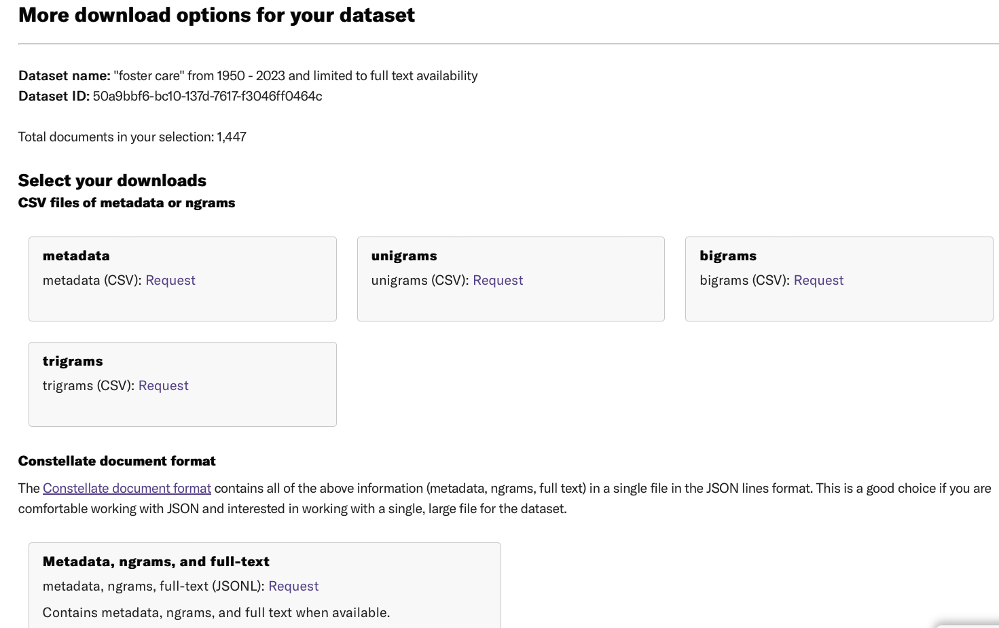 More download options for your dataset
Dataset name: "foster care" from 1950 - 2023 and limited to full text availability
Dataset ID: 50a9bbf6-bc10-137d-7617-f3046ff0464c
Total documents in your selection: 1,447
Select your downloads
CSV files of metadata or ngrams
metadata
metadata (CSV): Request
unigrams
unigrams (CSV): Request
bigrams
bigrams (CSV): Request
trigrams
trigrams (CSV): Request
Constellate document format
The Constellate document format contains all of the above information (metadata, ngrams, full text) in a single file in the JSON lines format. This is a good choice if you are
comfortable working with JSON and interested in working with a single, large file for the dataset.
Metadata, ngrams, and full-text
metadata, ngrams, full-text (JSONL): Request
Contains metadata, ngrams, and full text when available.